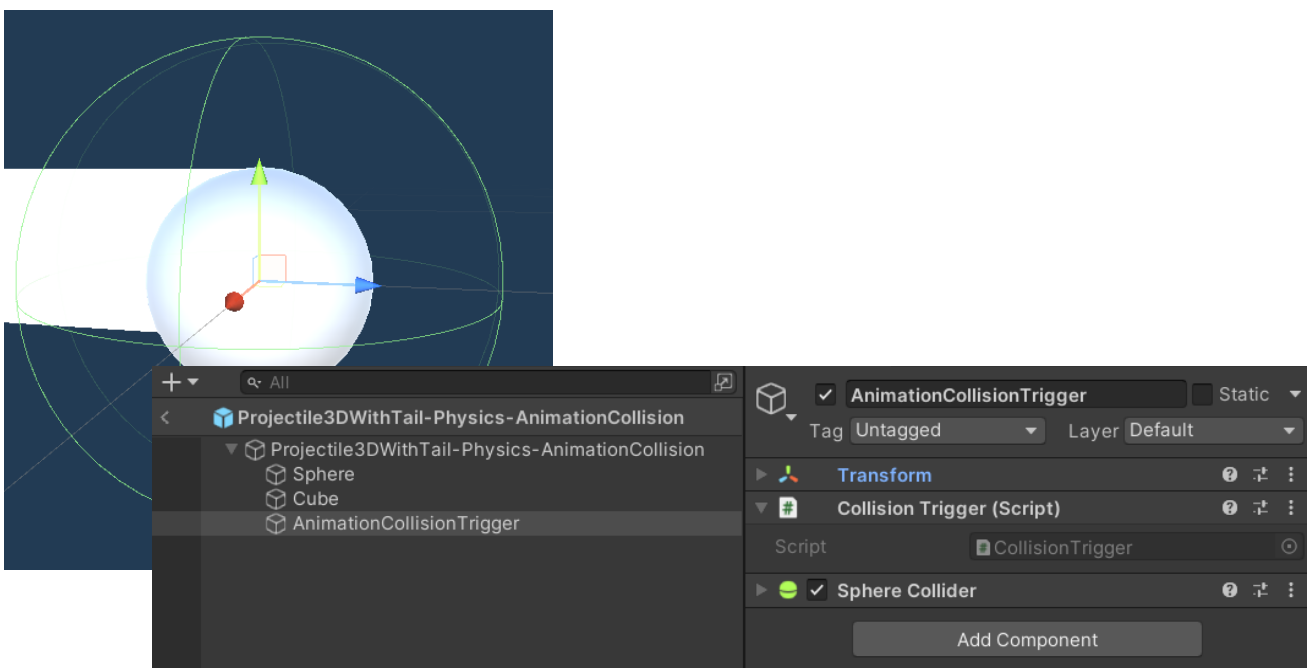 All
Projectile3DWithTail-Physics-AnimationCollision
Projectile3DWithTail-Physics-AnimationCollision
Sphere
Cube
AnimationCollisionTrigger
AnimationCollisionTrigger Static
Tag Untagged Layer Default
Transform
# Collision Trigger (Script)
Script # CollisionTrigger
Sphere Collider
Add Component